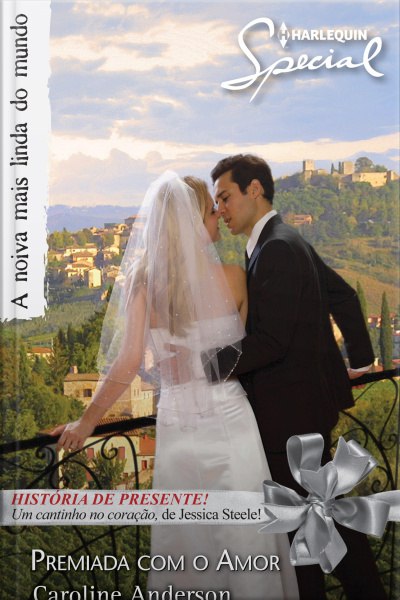 HARLEQUIN
Special
A noiva mais linda do mundo
HISTÓRIA DE PRESENTE!
Um cantinho no coração, de Jessica Steele!
PREMIADA COM O AMOR
Caroline Anderson